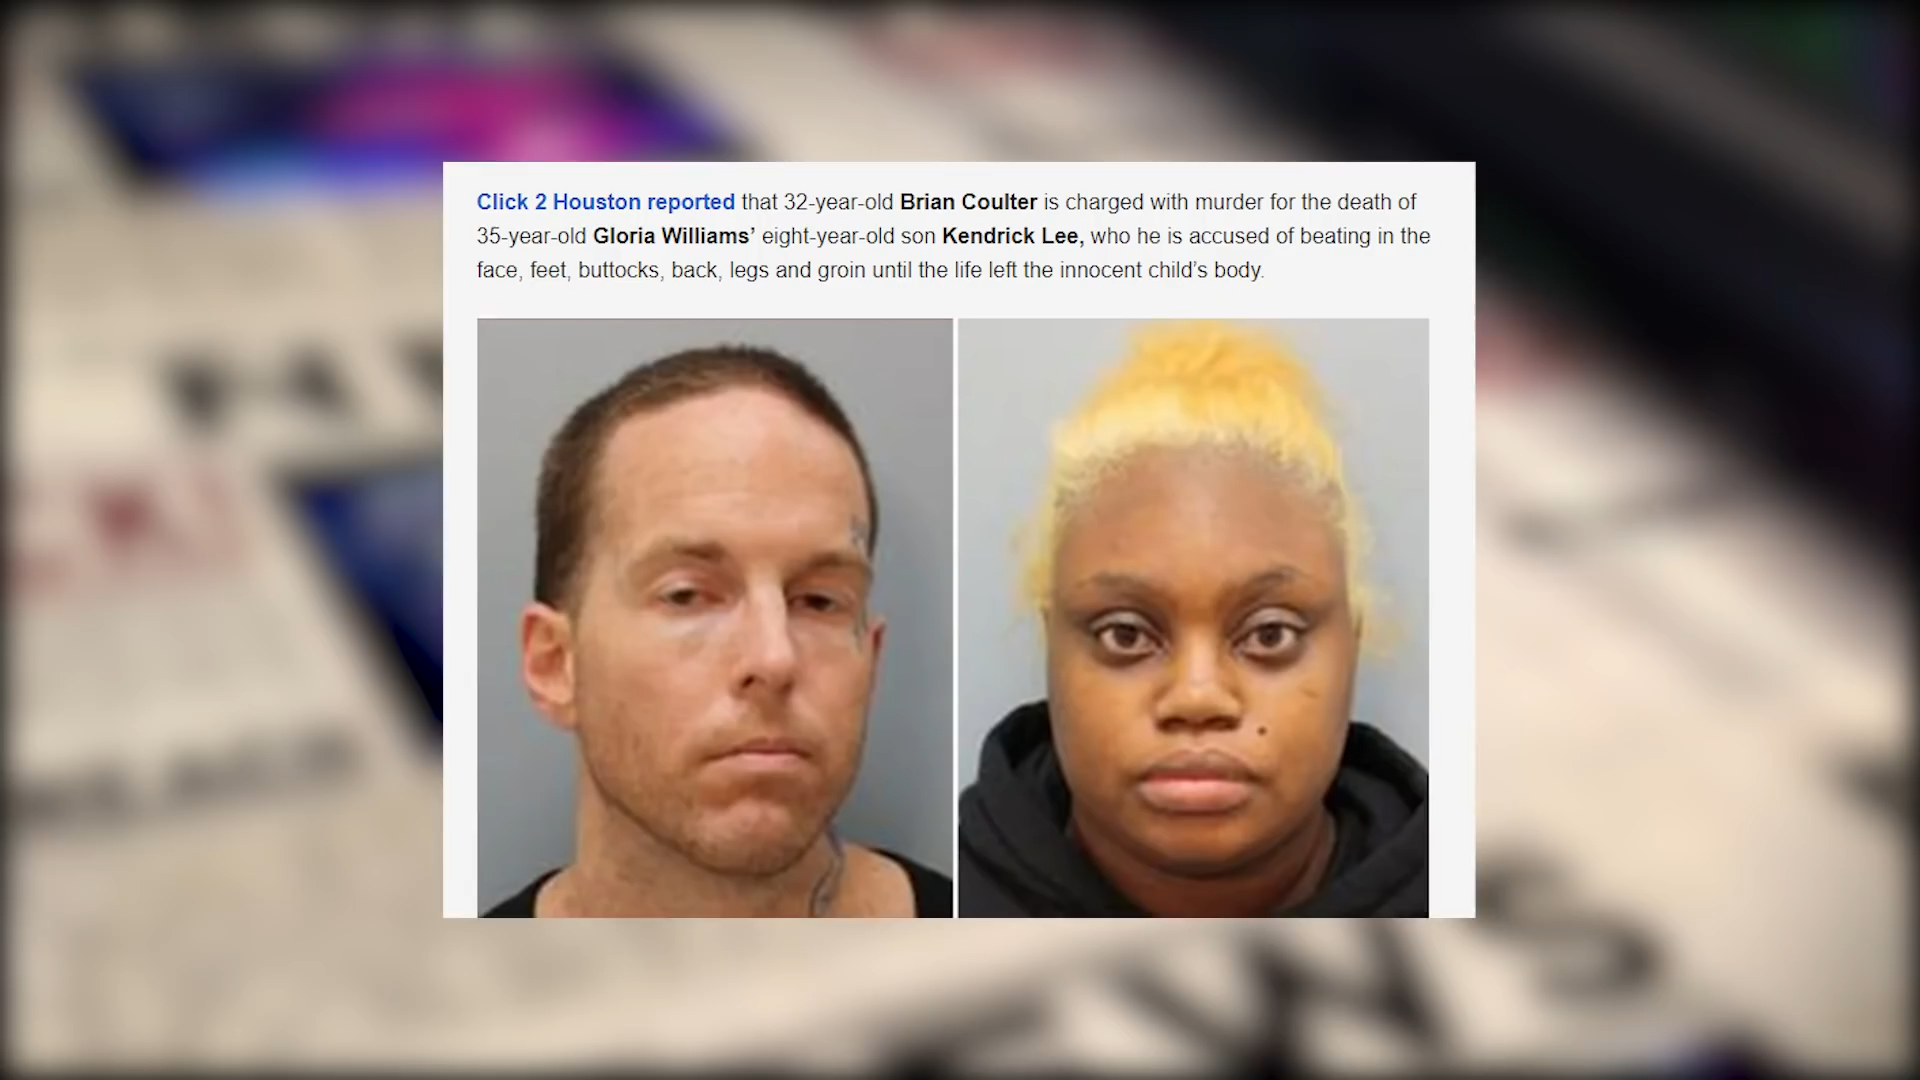 Click 2 Houston reported that 32-year-old Brian Coulter is charged with murder for the death of
35-year-old Gloria Williams’ eight-year-old son Kendrick Lee, who he is accused of beating in the
face, feet, buttocks, back, legs and groin until the life left the innocent child’s body.